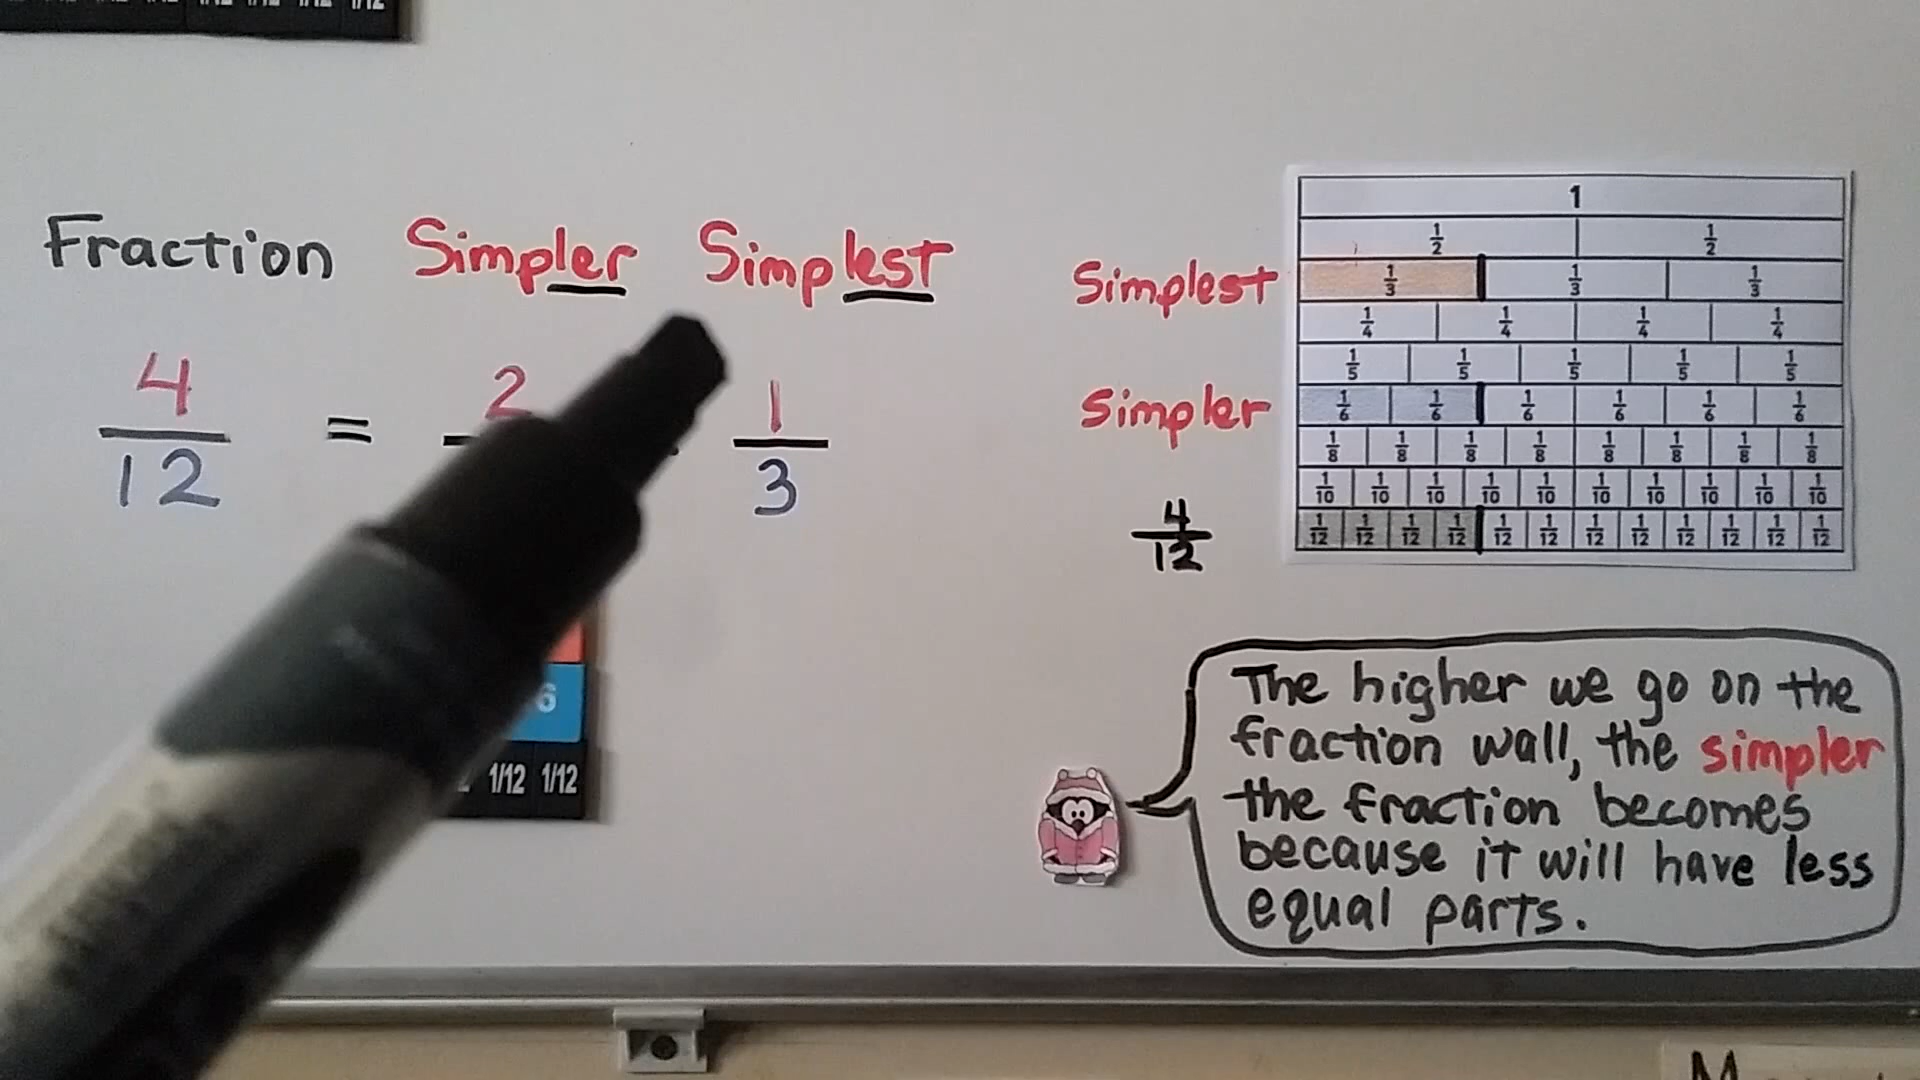 1/12
Fraction Simpler Simplest
4/12 = 2 1/3
6
1/12 1/12
1
1/2 1/2
Simplest 1/3 1/3 1/3
1/4 1/4 1/4 1/4
1/5 1/5 1/5 1/5 1/5
Simpler 1/6 1/6 1/6 1/6 1/6 1/6
1/8 1/8 1/8 1/8 1/8 1/8 1/8 1/8
1/10 1/10 1/10 1/10 1/10 1/10 1/10 1/10 1/10 1/10
4/12 1/12 1/12 1/12 1/12 1/12 1/12 1/12 1/12 1/12 1/12 1/12 1/12
The higher we go on the
fraction wall, the simpler
the fraction becomes
because it will have less
equal parts.